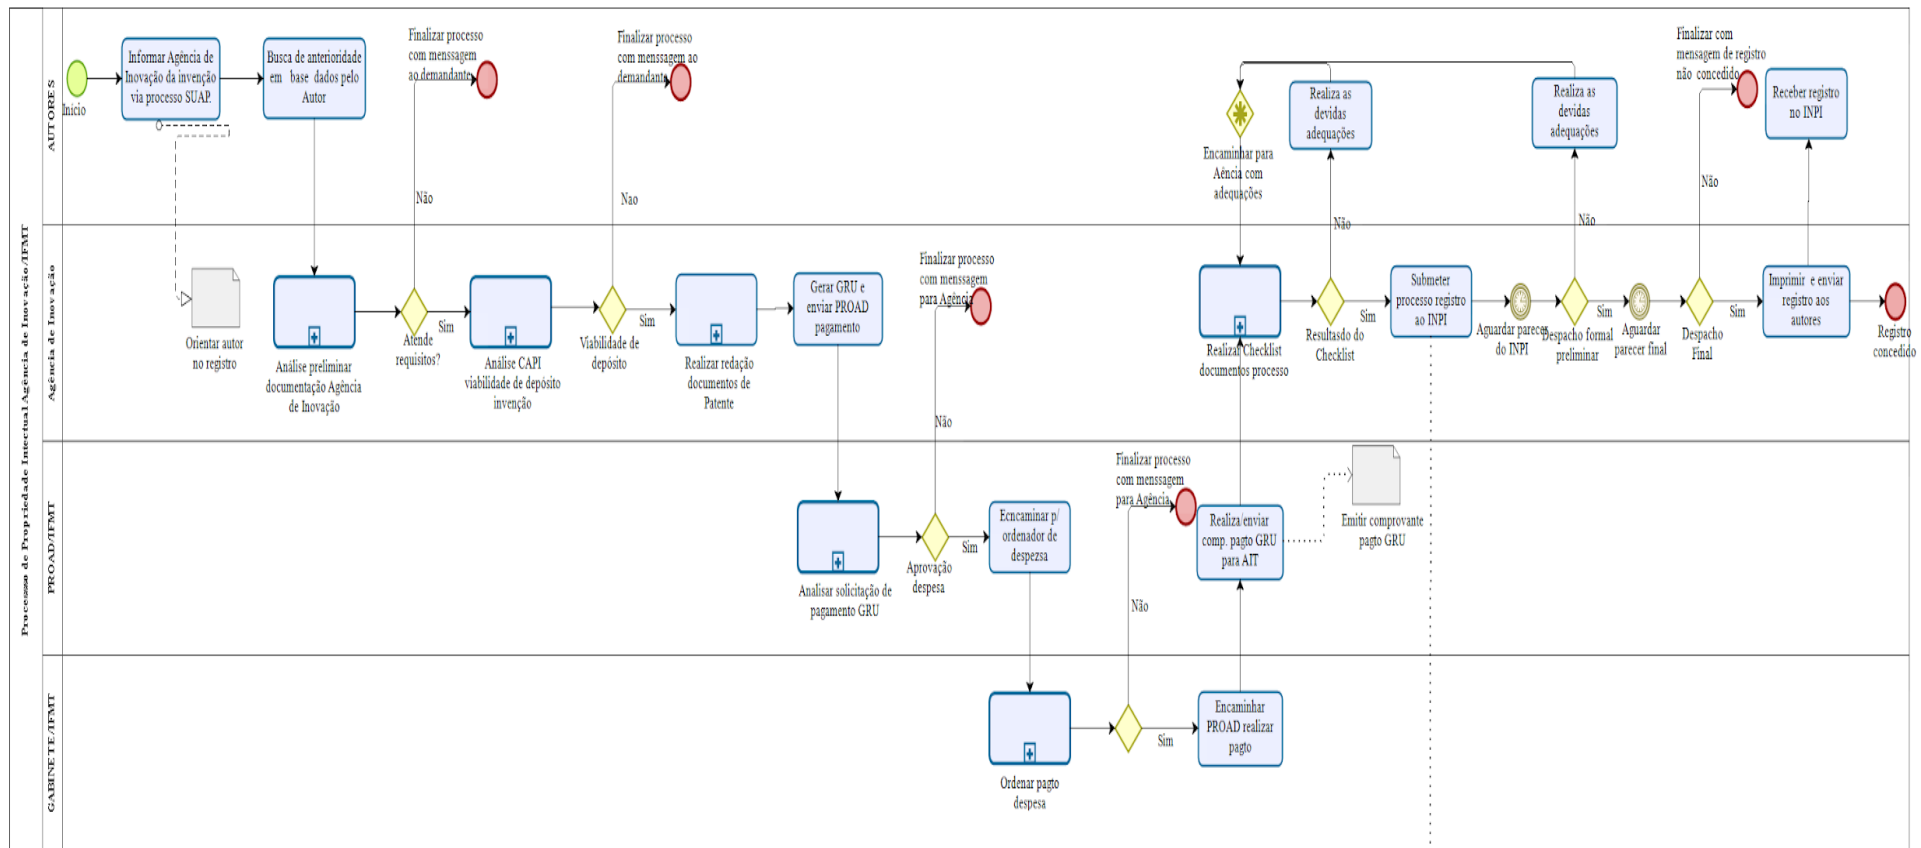 Processo de Propriedade Intectual Agência de Inovação/IFMT
AUTORES
Início
Informar Agência de
Inovação da invenção
via processo SUAP.
Busca de anterioridade
em base dados pelo
Autor
Finalizar processo
com menssagem
ao demandante
Não
Finalizar processo
com menssagem ao
demandante
Nao
Encaminhar para
Aência com
adequações
Realiza as
devidas
adequações
Não
Realiza as
devidas
adequações
Não
Finalizar com
mensagem de registro
não concedido
Não
Receber registro
no INPI
Agência de Inovação
Orientar autor
no registro
Análise preliminar
documentação Agência
de Inovação
Atende
requisitos?
Sim
Análise CAPI
viabilidade de depósito
invenção
Viabilidade de
depósito
Sim
Realizar redação
documentos de
Patente
Gerar GRU e
enviar PROAD
pagamento
Finalizar processo
com menssagem
para Agência
Não
Realizar Checklist
documentos processo
Resultasdo do
Checklist
Sim
Submeter
processo registro
ao INPI
Aguardar parecer
do INPI
Despacho formal
preliminar
Sim
Aguardar
parecer final
Despacho
Final
Sim
Imprimir e enviar
registro aos
autores
Registro
concedido
PROAD/IFMT
Analisar solicitação de
pagamento GRU
Aprovação
despesa
Sim
Ecncaminar p/
ordenador de
despezsa
Finalizar processo
com menssagem
para Agência
Não
Realiza/enviar
comp. pagto GRU
para AIT
Emitir comprovante
pagto GRU
GABINETE/IFMT
Ordenar pagto
despesa
Sim
Encaminhar
PROAD realizar
pagto